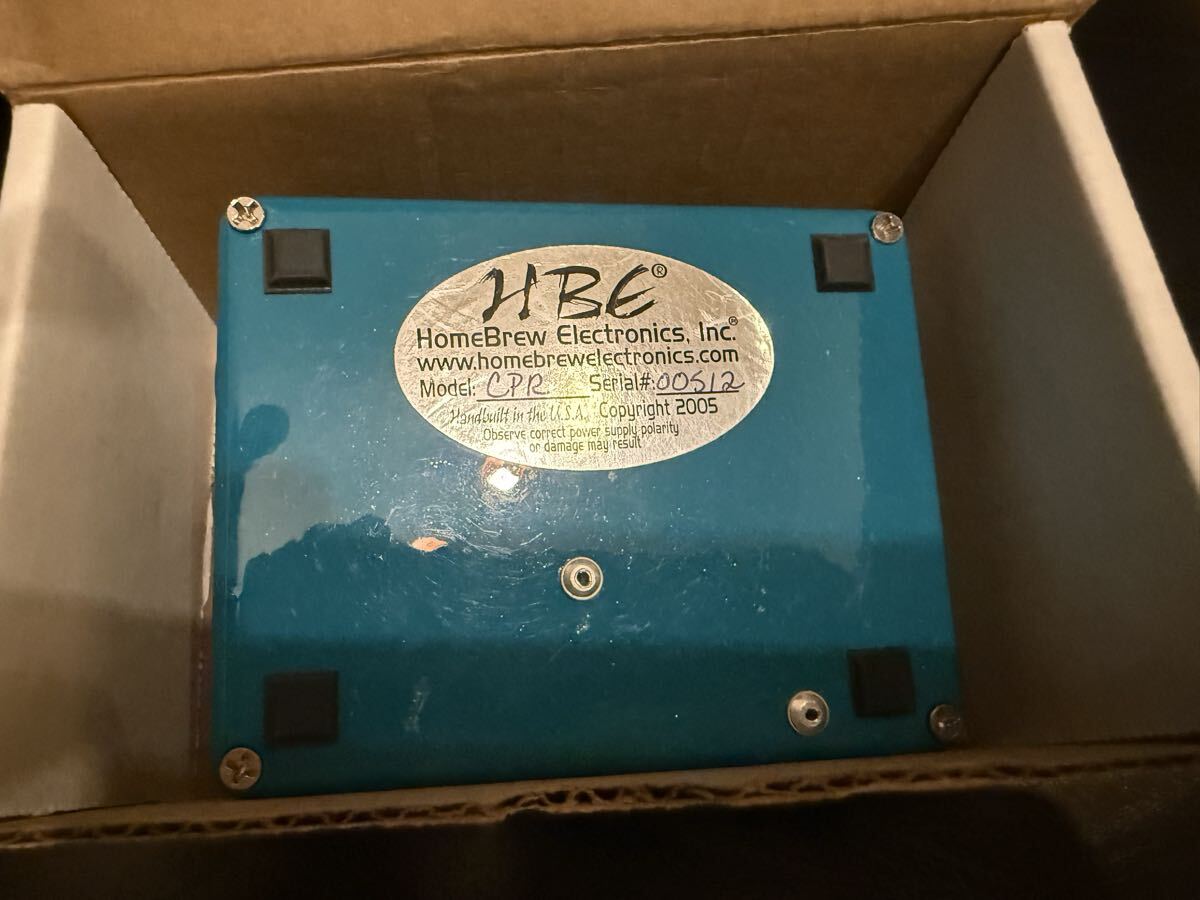 HBE®
HomeBrew Electronics, Inc.®
www.homebrewelectronics.com
Model: CPR Serial#: 00512
Handbuilt in the U.S.A. Copyright 2005
Observe correct power supply polarity
or damage may result